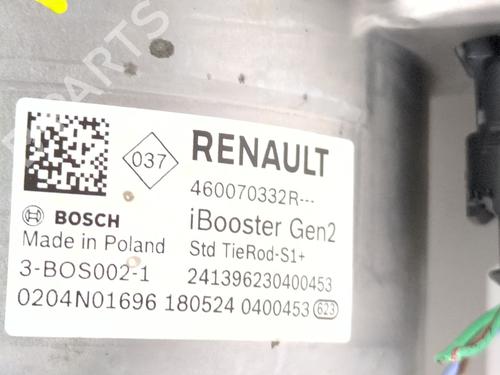 PARTS
037
RENAULT
460070332R---
BOSCH
iBooster Gen2
Made in Poland
Std TieRod-S1+
3-BOS002-1
241396230400453
0204N01696 180524 0400453 623